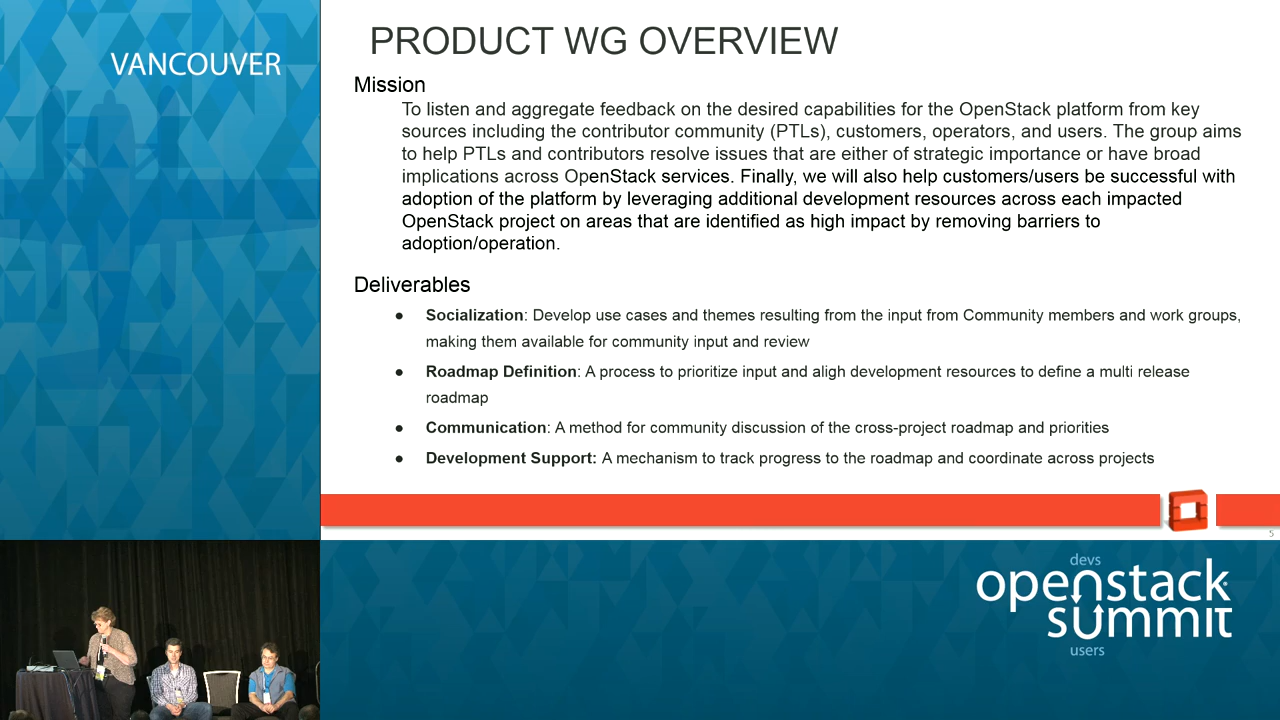 VANCOUVER
PRODUCT WG OVERVIEW
Mission
To listen and aggregate feedback on the desired capabilities for the OpenStack platform from key
sources including the contributor community (PTLs), customers, operators, and users. The group aims
to help PTLs and contributors resolve issues that are either of strategic importance or have broad
implications across OpenStack services. Finally, we will also help customers/users be successful with
adoption of the platform by leveraging additional development resources across each impacted
OpenStack project on areas that are identified as high impact by removing barriers to
adoption/operation.
Deliverables
● Socialization: Develop use cases and themes resulting from the input from Community members and work groups,
making them available for community input and review
● Roadmap Definition: A process to prioritize input and aligh development resources to define a multi release
roadmap
● Communication: A method for community discussion of the cross-project roadmap and priorities
● Development Support: A mechanism to track progress to the roadmap and coordinate across projects
5
devs
openstack
summit
users